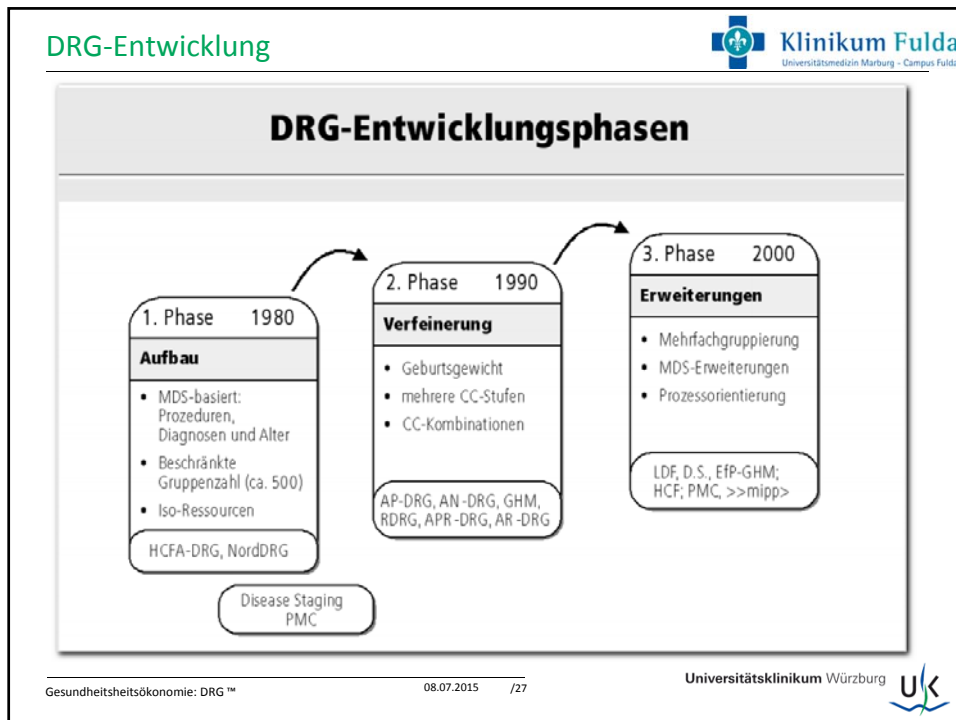 DRG-Entwicklung
Klinikum Fulda
Universitätsmedizin Marburg - Campus Fulda
DRG-Entwicklungsphasen
1. Phase 1980
Aufbau
• MDS-basiert:
Prozeduren,
Diagnosen und Alter
• Beschränkte
Gruppenzahl (ca. 500)
• Iso-Ressourcen
HCFA-DRG, NordDRG
Disease Staging
PMC
2. Phase 1990
Verfeinerung
• Geburtsgewicht
• mehrere CC-Stufen
• CC-Kombinationen
AP-DRG, AN-DRG, GHM,
RDRG, APR-DRG, AR-DRG
3. Phase 2000
Erweiterungen
• Mehrfachgruppierung
• MDS-Erweiterungen
• Prozessorientierung
LDF, D.S., EfP-GHM;
HCF; PMC, >>mipp>
Gesundheitsheitsökonomie: DRG ™
08.07.2015 /27
Universitätsklinikum Würzburg
UK